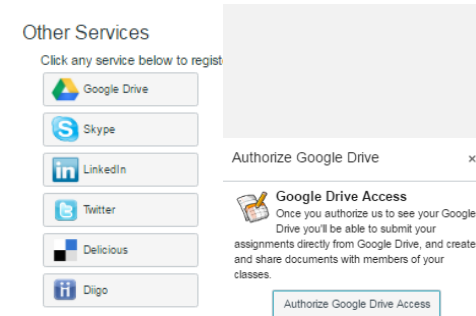 Other Services
Click any service below to regist
Google Drive
Skype
LinkedIn
Twitter
Delicious
Diigo
Authorize Google Drive ×
Google Drive Access
Once you authorize us to see your Google
Drive you'll be able to submit your
assignments directly from Google Drive, and create
and share documents with members of your
classes.
Authorize Google Drive Access